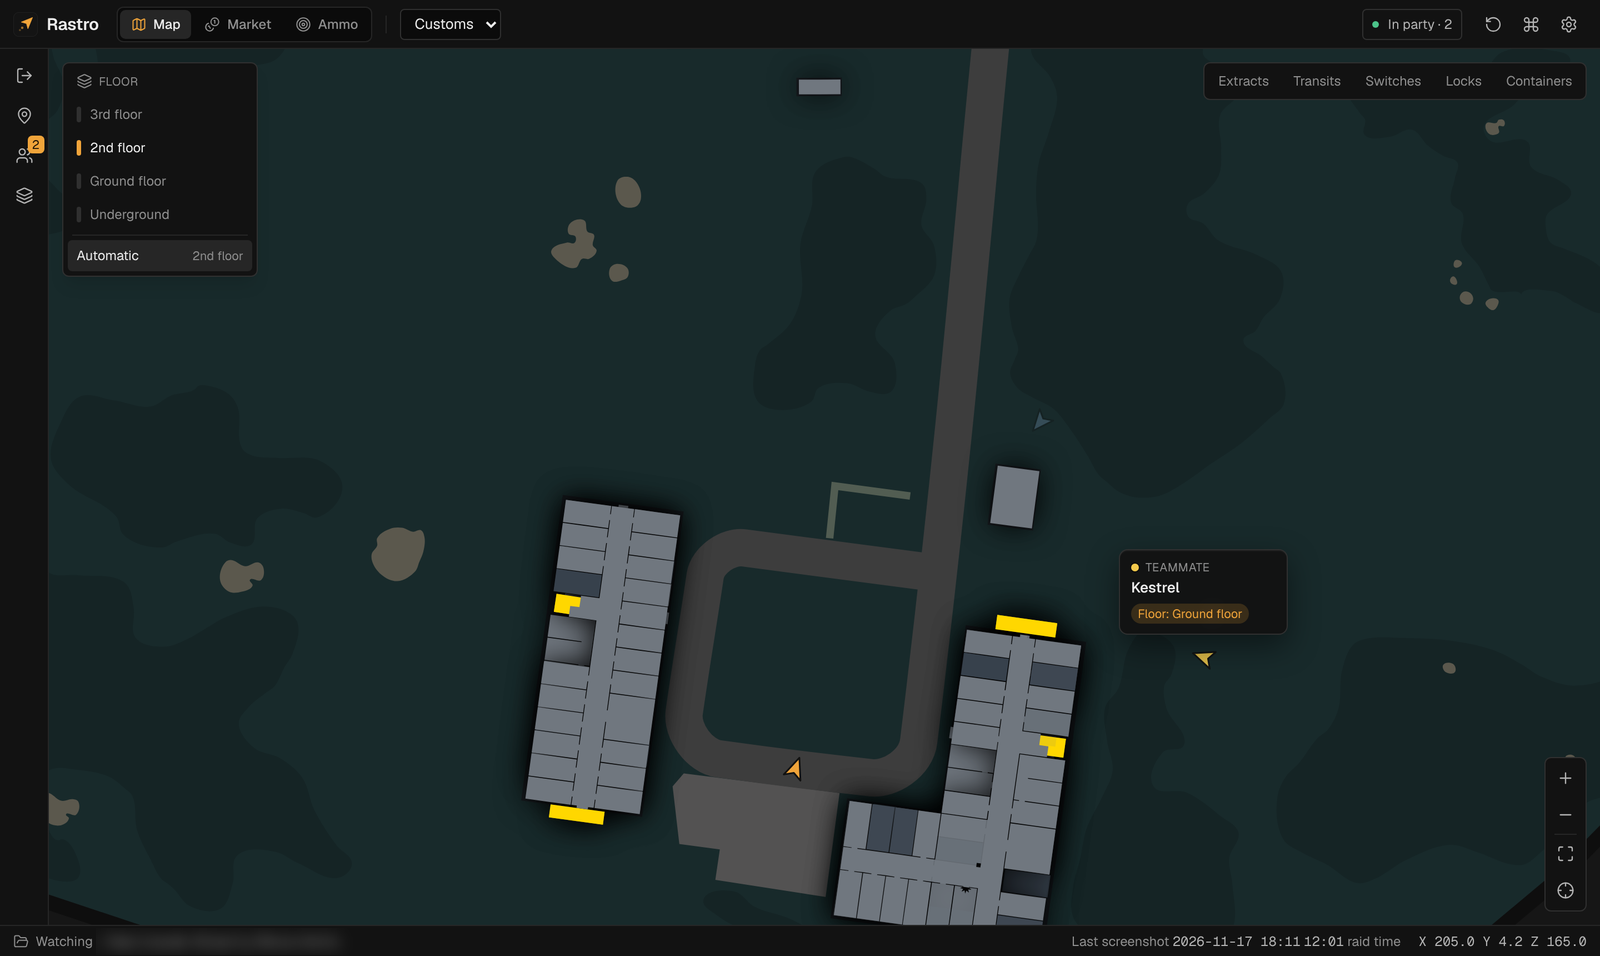 Rastro
Map
Market
Ammo
Customs
In party · 2
FLOOR
3rd floor
2nd floor
Ground floor
Underground
Automatic 2nd floor
2
Extracts Transits Switches Locks Containers
TEAMMATE
Kestrel
Floor: Ground floor
Watching
Last screenshot 2026-11-17 18:11 12:01 raid time X 205.0 Y 4.2 Z 165.0